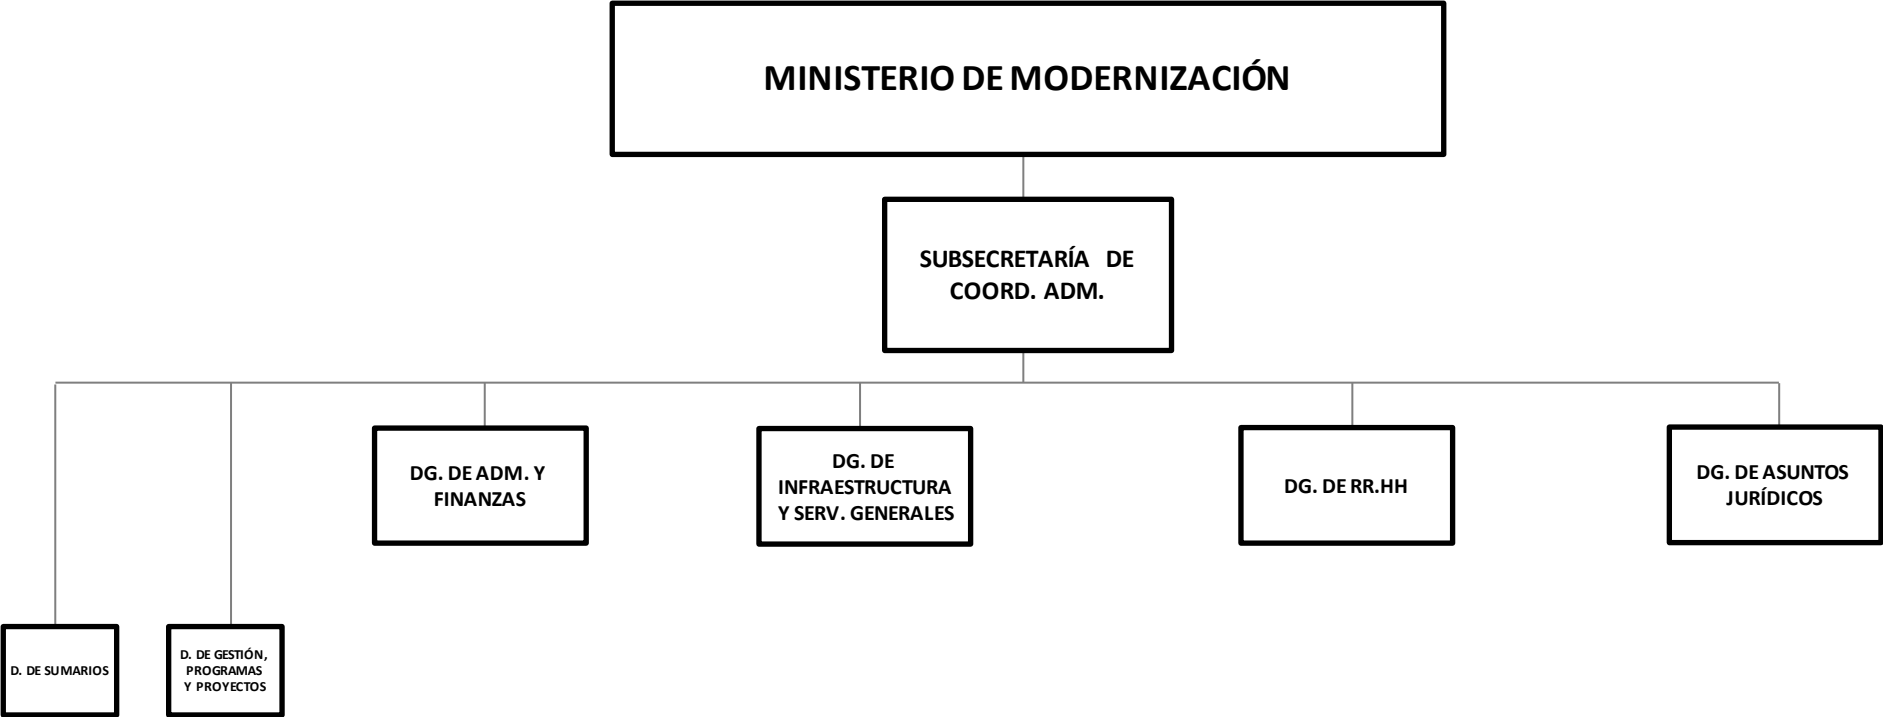 MINISTERIO DE MODERNIZACIÓN
SUBSECRETARÍA DE
COORD. ADM.
DG. DE ADM. Y
FINANZAS
DG. DE
INFRAESTRUCTURA
Y SERV. GENERALES
DG. DE RR.HH
DG. DE ASUNTOS
JURÍDICOS
D. DE SUMARIOS
D. DE GESTIÓN,
PROGRAMAS
Y PROYECTOS